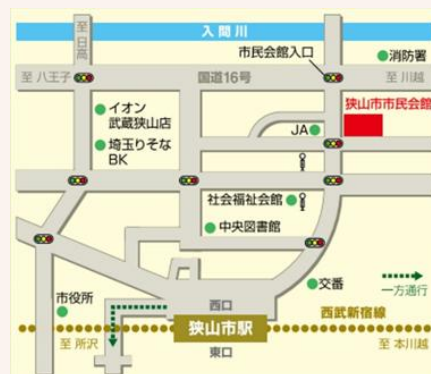 入間川
至日高
市民会館入口
消防署
至 八王子
国道16号
至 川越
イオン
武蔵狭山店
埼玉りそな
BK
JA
狭山市市民会館
社会福祉会館
中央図書館
交番
一方通行
市役所
西口
西武新宿線
狭山市駅
至 所沢
東口
至 本川越